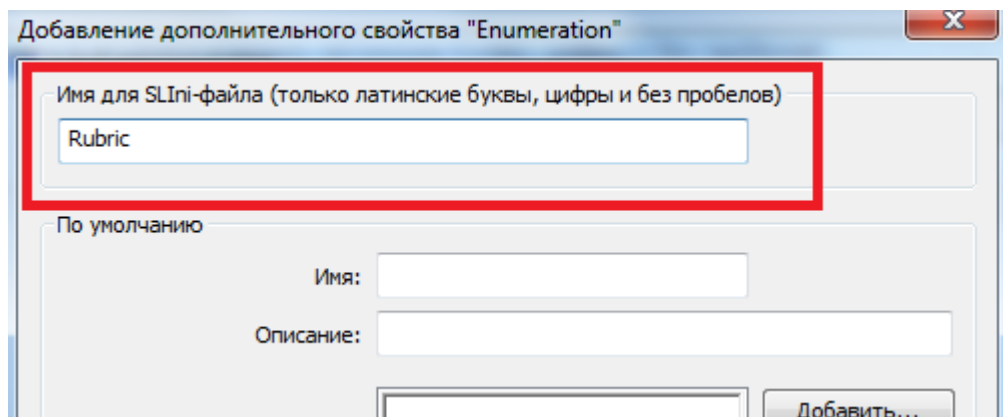 Добавление дополнительного свойства "Enumeration"
Имя для SLIni-файла (только латинские буквы, цифры и без пробелов)
Rubric
По умолчанию
Имя:
Описание:
Добавить...